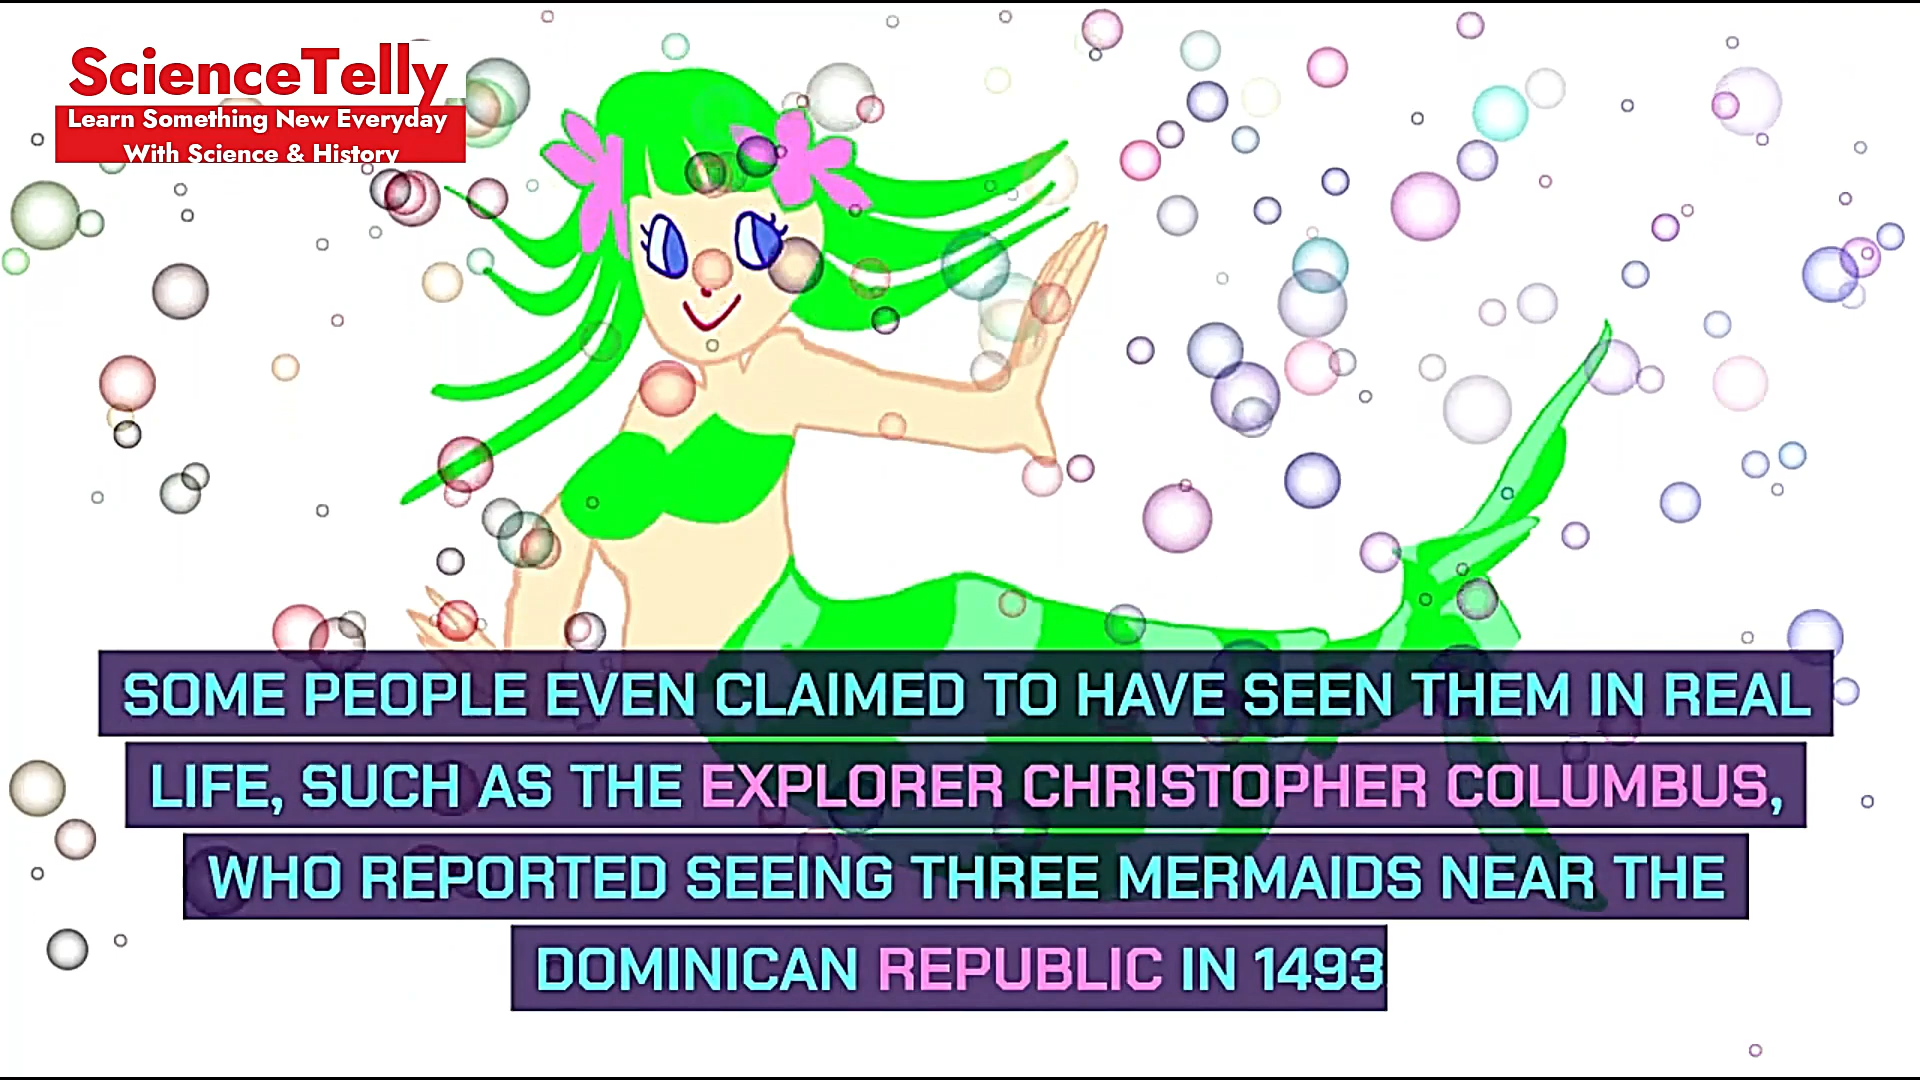 ScienceTelly
Learn Something New Everyday
With Science & History
SOME PEOPLE EVEN CLAIMED TO HAVE SEEN THEM IN REAL
LIFE, SUCH AS THE EXPLORER CHRISTOPHER COLUMBUS,
WHO REPORTED SEEING THREE MERMAIDS NEAR THE
DOMINICAN REPUBLIC IN 1493